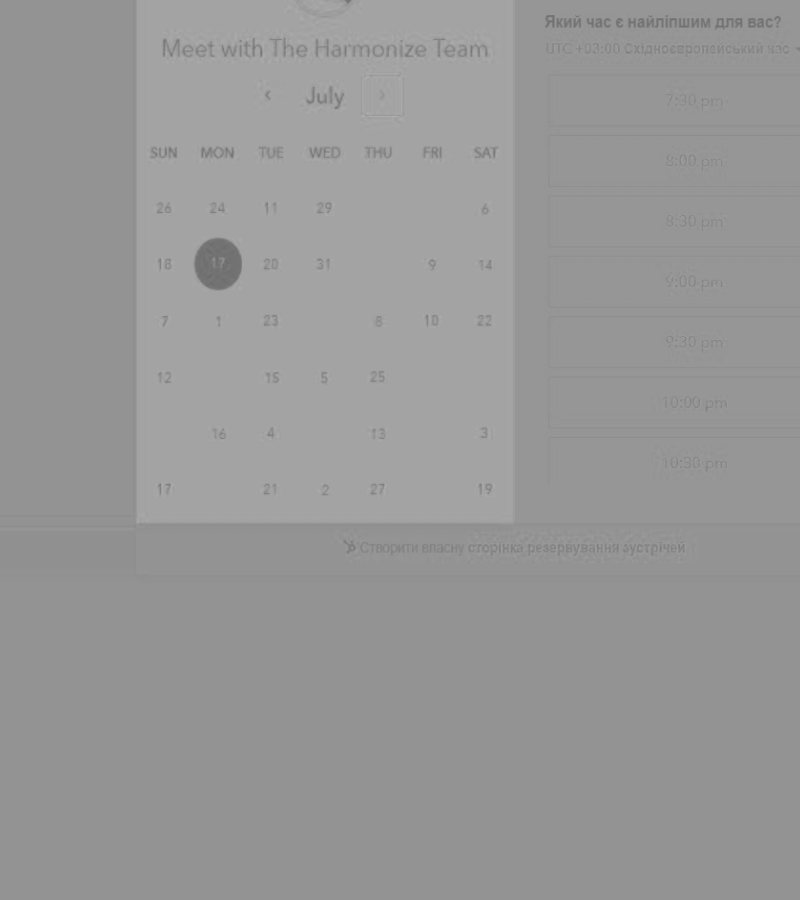 Meet with The Harmonize Team
‹ July ›
SUN MON TUE WED THU FRI SAT
26 24 11 29 6
18 17 20 31 9 14
7 1 23 8 10 22
12 15 5 25
16 4 13 3
17 21 2 27 19
Який час є найліпшим для вас?
UTC +03:00 Східноєвропейський час
7:30 pm
8:00 pm
8:30 pm
9:00 pm
9:30 pm
10:00 pm
10:30 pm
Створити власну сторінка резервування зустрічей